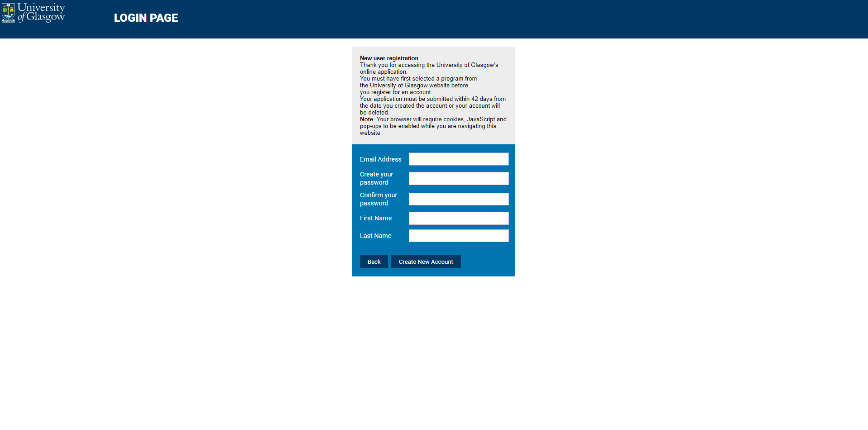 University
of Glasgow
LOGIN PAGE
New user registration.
Thank you for accessing the University of Glasgow's
online application.
You must have first selected a program from
the University of Glasgow website before
you register for an account.
Your application must be submitted within 42 days from
the date you created the account or your account will
be deleted.
Note: Your browser will require cookies, JavaScript and
pop-ups to be enabled while you are navigating this
website.
Email Address
Create your
password
Confirm your
password
First Name
Last Name
Back
Create New Account